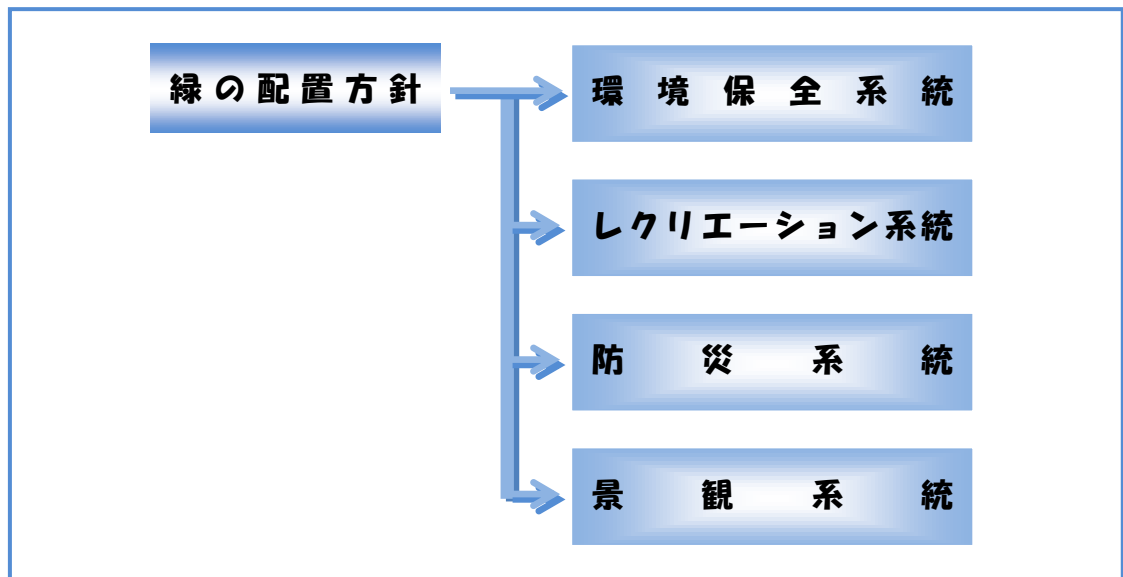 緑の配置方針
環境保全系統
レクリエーション系統
防災系統
景観系統